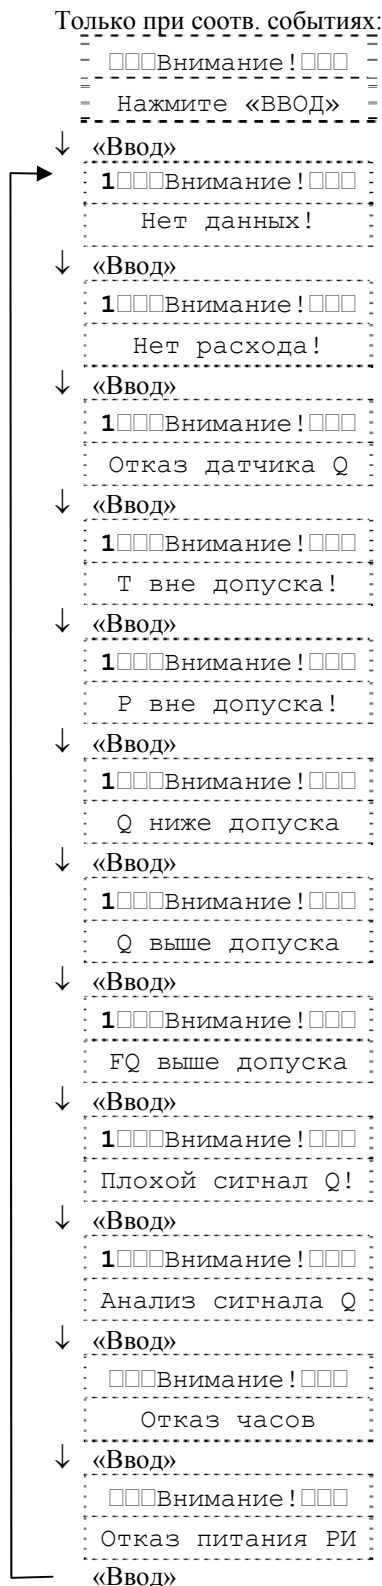 Только при соотв. событиях:
□□□Внимание!□□□
Нажмите «ВВОД»
↓ «Ввод»
1□□□Внимание!□□□
Нет данных!
↓ «Ввод»
1□□□Внимание!□□□
Нет расхода!
↓ «Ввод»
1□□□Внимание!□□□
Отказ датчика Q
↓ «Ввод»
1□□□Внимание!□□□
Т вне допуска!
↓ «Ввод»
1□□□Внимание!□□□
Р вне допуска!
↓ «Ввод»
1□□□Внимание!□□□
Q ниже допуска
↓ «Ввод»
1□□□Внимание!□□□
Q выше допуска
↓ «Ввод»
1□□□Внимание!□□□
FQ выше допуска
↓ «Ввод»
1□□□Внимание!□□□
Плохой сигнал Q!
↓ «Ввод»
1□□□Внимание!□□□
Анализ сигнала Q
↓ «Ввод»
□□□Внимание!□□□
Отказ часов
↓ «Ввод»
□□□Внимание!□□□
Отказ питания РИ
«Ввод»